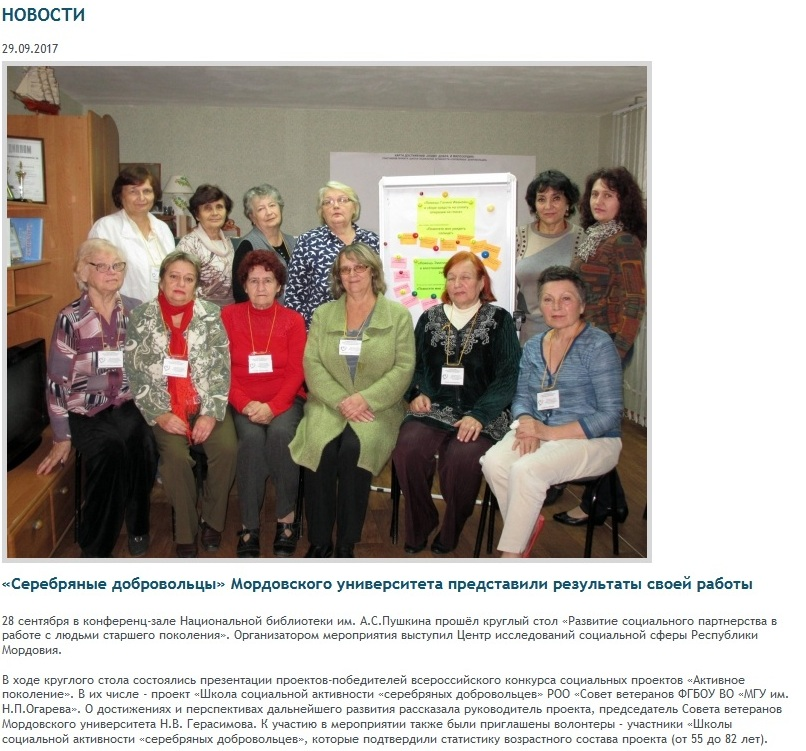 НОВОСТИ
29.09.2017
«Серебряные добровольцы» Мордовского университета представили результаты своей работы
28 сентября в конференц-зале Национальной библиотеки им. А.С.Пушкина прошёл круглый стол «Развитие социального партнерства в
работе с людьми старшего поколения». Организатором мероприятия выступил Центр исследований социальной сферы Республики
Мордовия.
В ходе круглого стола состоялись презентации проектов-победителей всероссийского конкурса социальных проектов «Активное
поколение». В их числе - проект «Школа социальной активности «серебряных добровольцев» РОО «Совет ветеранов ФГБОУ ВО «МГУ им.
Н.П.Огарева». О достижениях и перспективах дальнейшего развития рассказала руководитель проекта, председатель Совета ветеранов
Мордовского университета Н.В. Герасимова. К участию в мероприятии также были приглашены волонтеры - участники «Школы
социальной активности «серебряных добровольцев», которые подтвердили статистику возрастного состава проекта (от 55 до 82 лет).